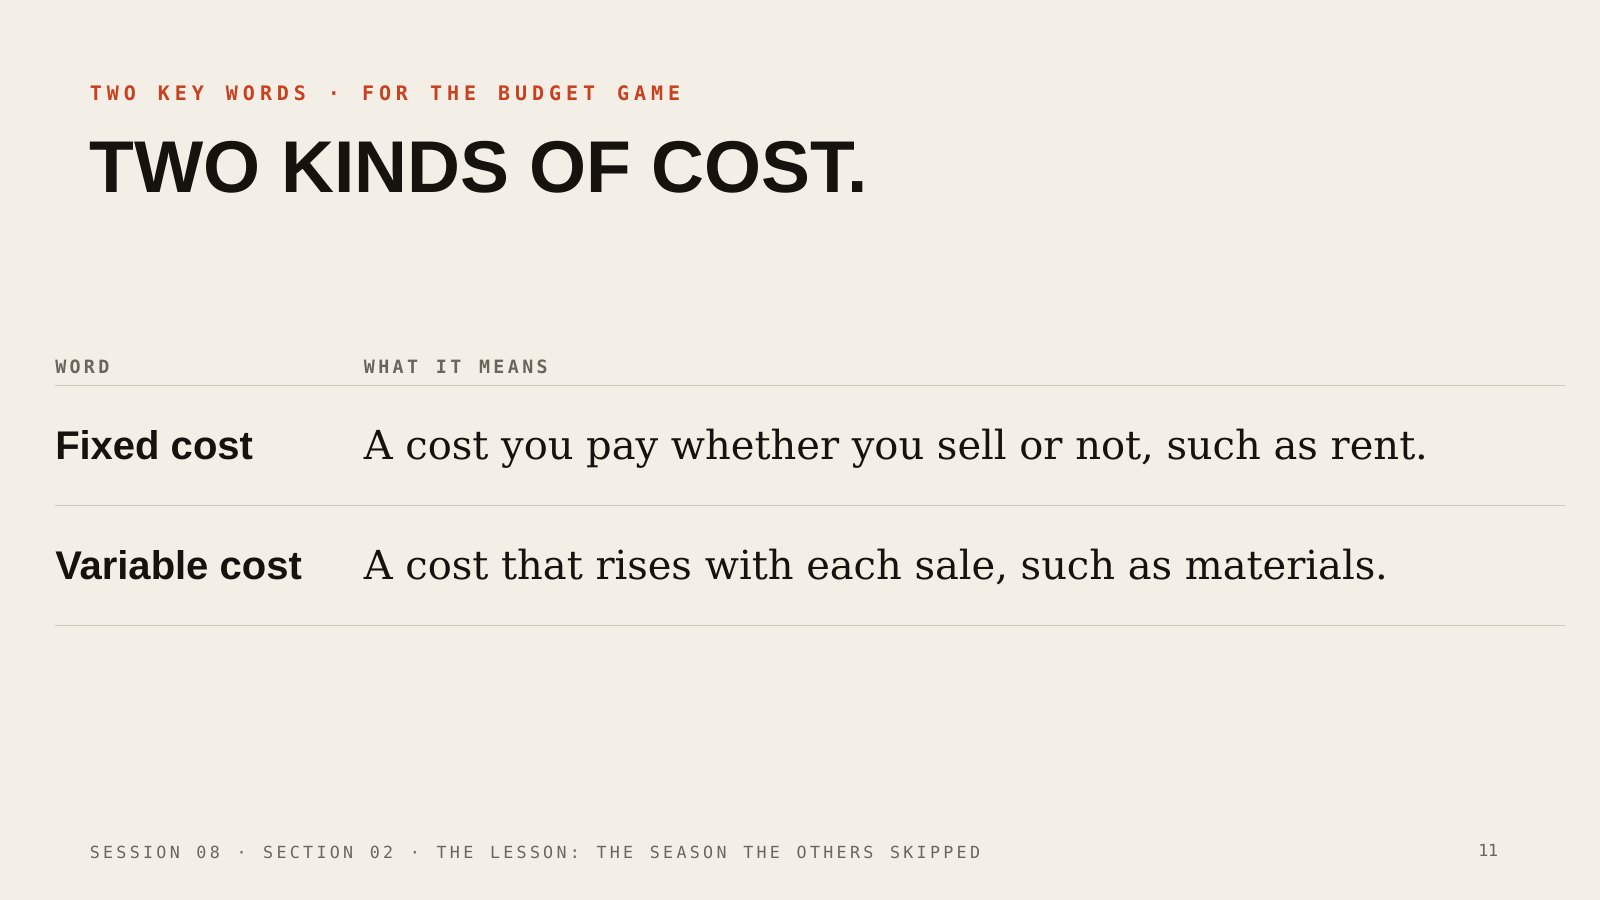 TWO KEY WORDS · FOR THE BUDGET GAME
TWO KINDS OF COST.
WORD WHAT IT MEANS
Fixed cost A cost you pay whether you sell or not, such as rent.
Variable cost A cost that rises with each sale, such as materials.
SESSION 08 · SECTION 02 · THE LESSON: THE SEASON THE OTHERS SKIPPED 11